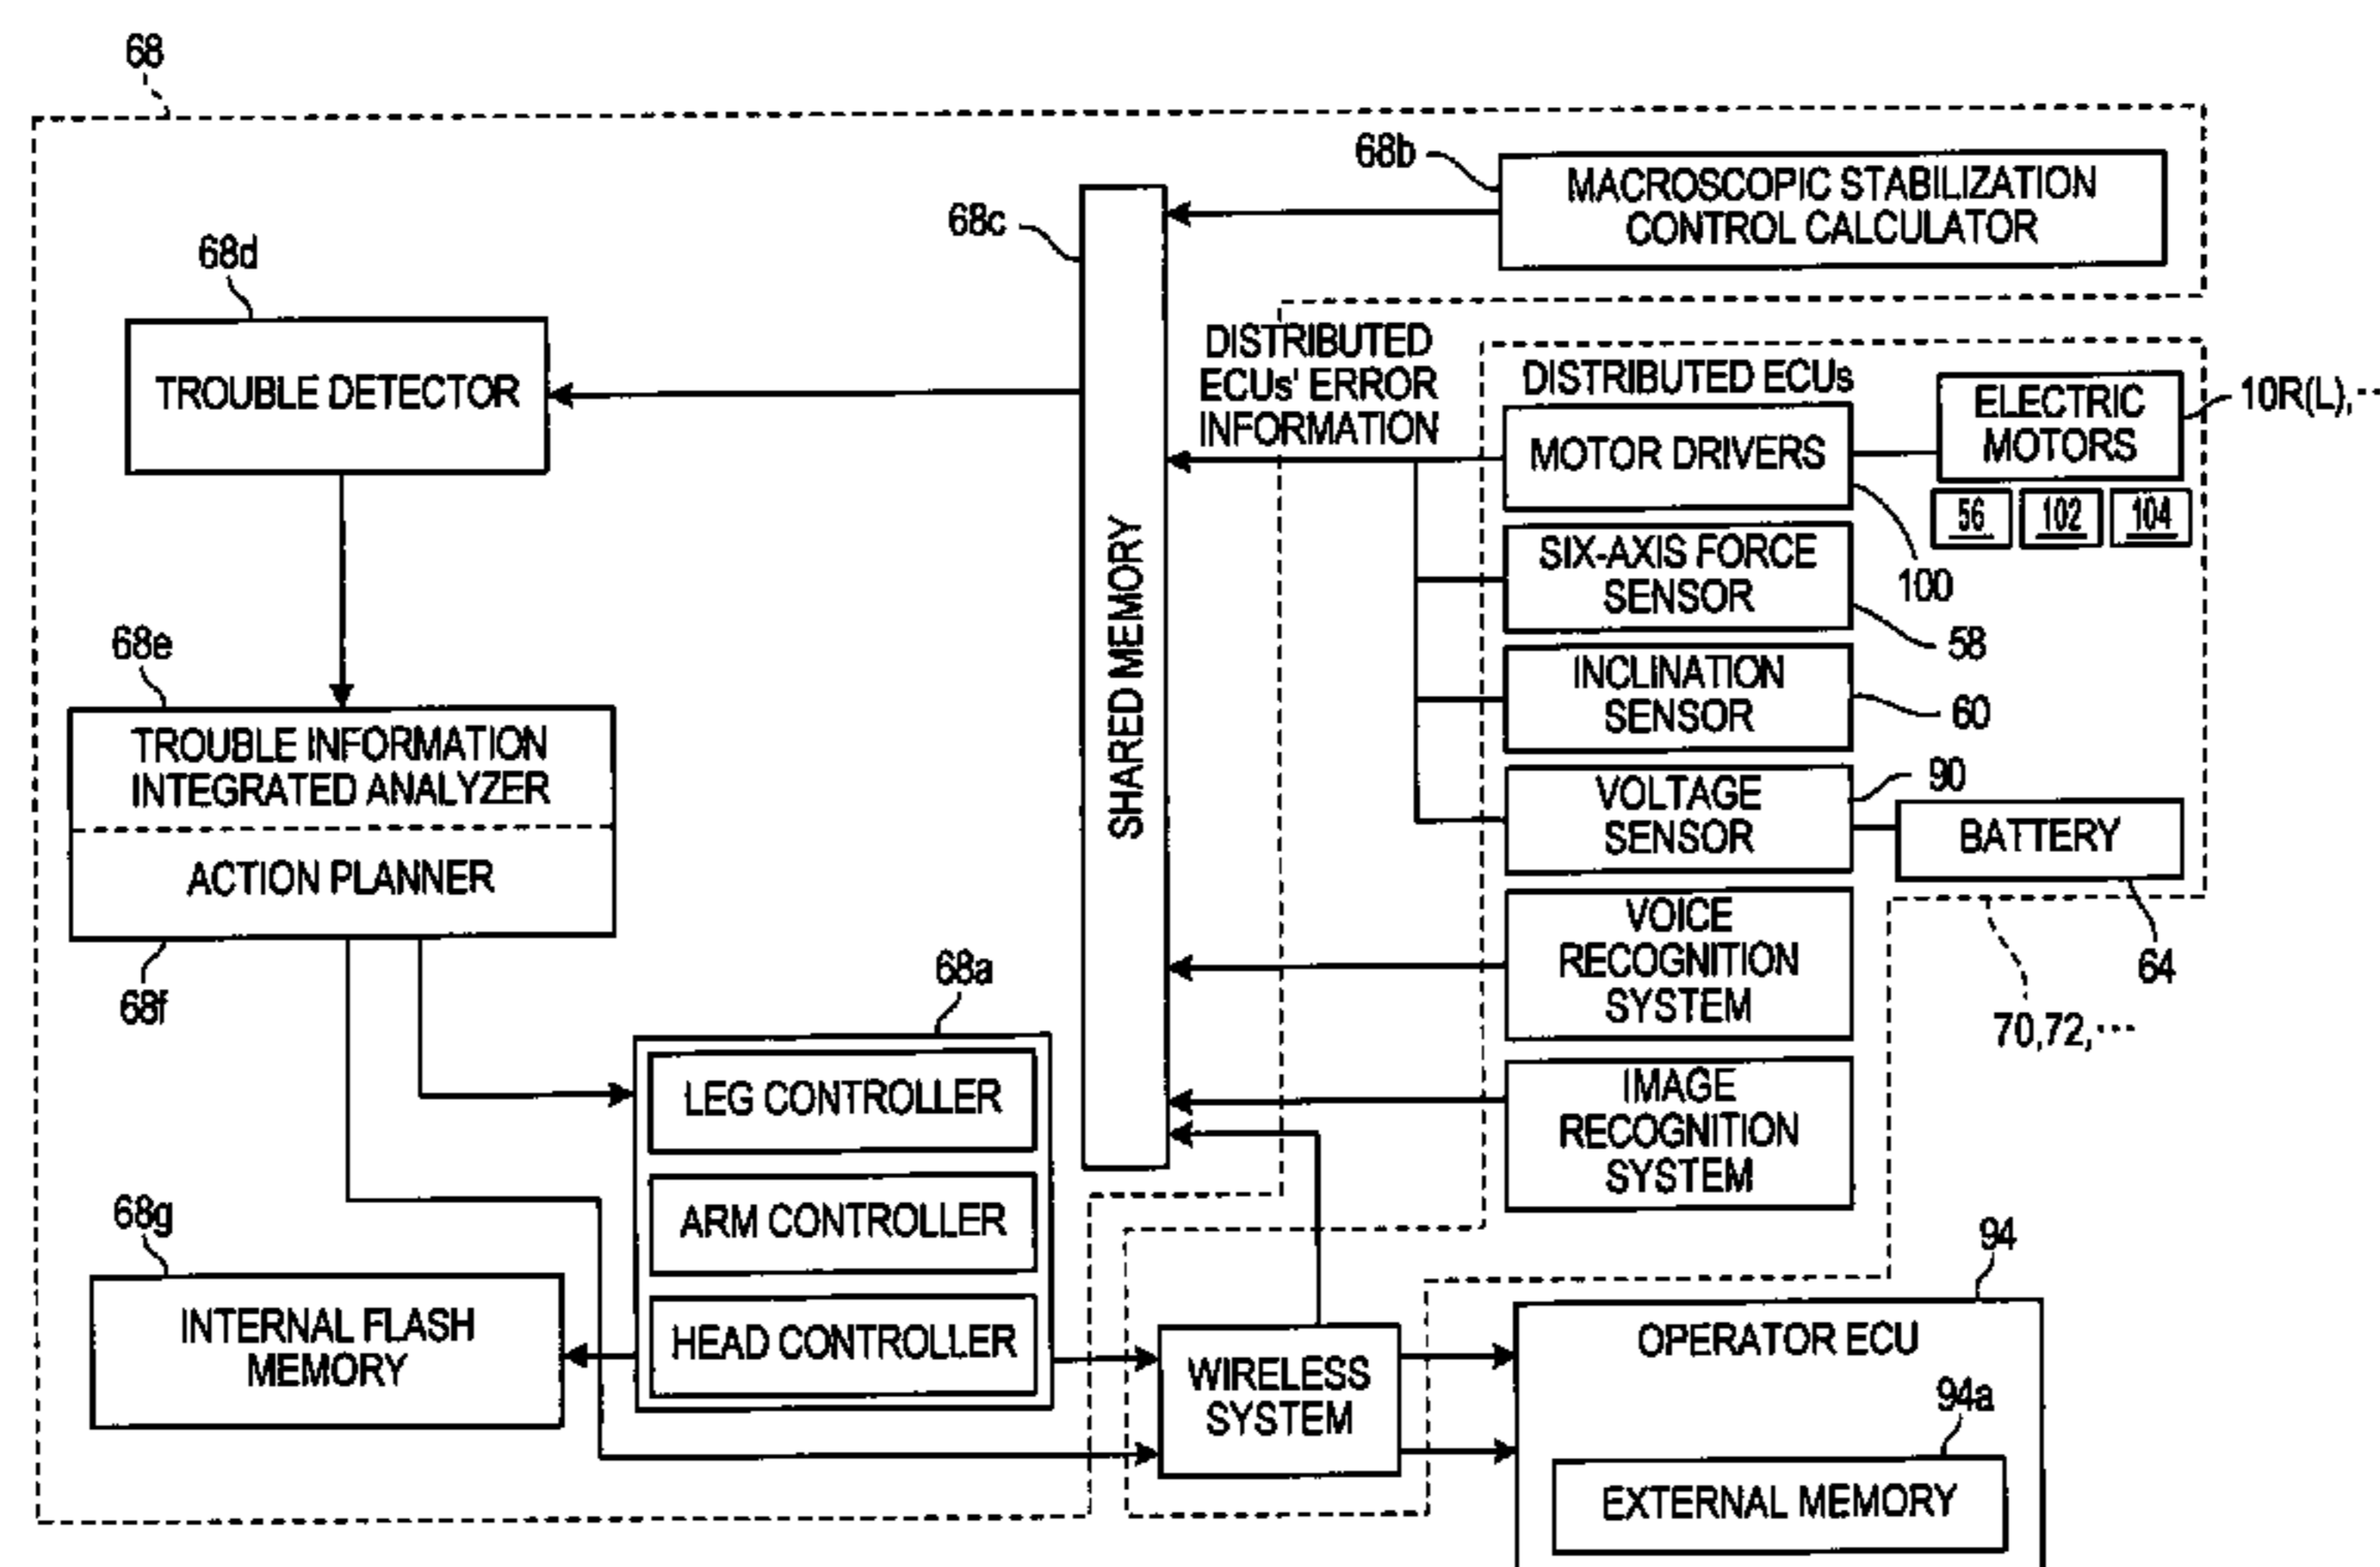 68
68b
MACROSCOPIC STABILIZATION
CONTROL CALCULATOR
68c
68d
TROUBLE DETECTOR
DISTRIBUTED
ECUs' ERROR
INFORMATION
DISTRIBUTED ECUs
MOTOR DRIVERS
ELECTRIC
MOTORS
10R(L),...
56
102
104
100
SIX-AXIS FORCE
SENSOR
58
SHARED MEMORY
INCLINATION
SENSOR
60
68e
TROUBLE INFORMATION
INTEGRATED ANALYZER
ACTION PLANNER
68f
VOLTAGE
SENSOR
90
BATTERY
64
VOICE
RECOGNITION
SYSTEM
70,72,...
68a
LEG CONTROLLER
ARM CONTROLLER
HEAD CONTROLLER
IMAGE
RECOGNITION
SYSTEM
68g
INTERNAL FLASH
MEMORY
WIRELESS
SYSTEM
94
OPERATOR ECU
94a
EXTERNAL MEMORY